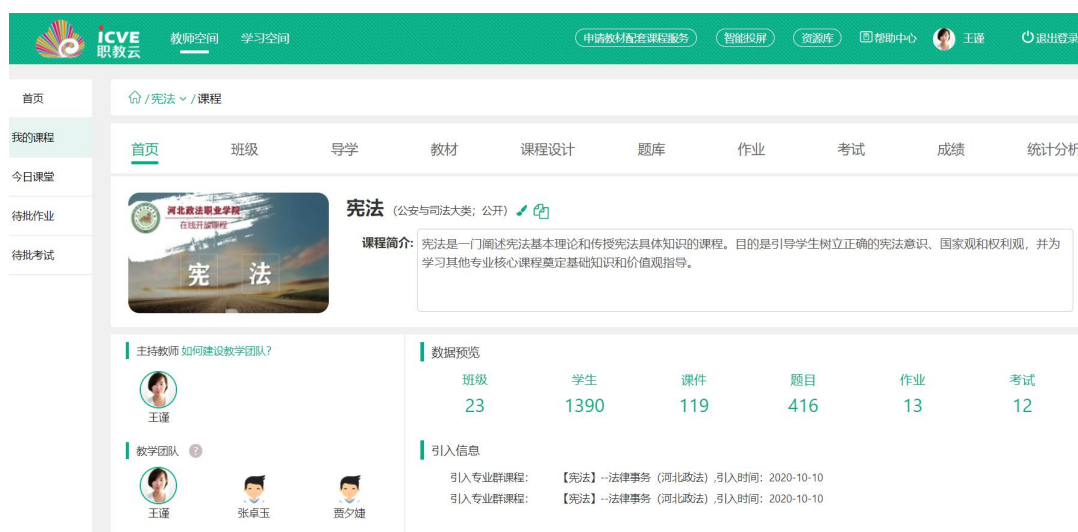 icve 职教云 教师空间 学习空间 申请教材配套课程服务 智能投屏 资源库 帮助中心 王谨 退出登录
首页
我的课程
今日课堂
待批作业
待批考试
/宪法 /课程
首页 班级 导学 教材 课程设计 题库 作业 考试 成绩 统计分析
河北政法职业学院
在线开放课程
宪 法
宪法 (公安与司法大类; 公开)
课程简介: 宪法是一门阐述宪法基本理论和传授宪法具体知识的课程。目的是引导学生树立正确的宪法意识、国家观和权利观，并为
学习其他专业核心课程奠定基础知识和价值观指导。
主持教师 如何建设教学团队?
王谨
教学团队 ?
王谨 张卓玉 贾夕婕
数据预览
班级 学生 课件 题目 作业 考试
23 1390 119 416 13 12
引入信息
引入专业群课程: 【宪法】--法律事务 (河北政法) ,引入时间: 2020-10-10
引入专业群课程: 【宪法】--法律事务 (河北政法) ,引入时间: 2020-10-10